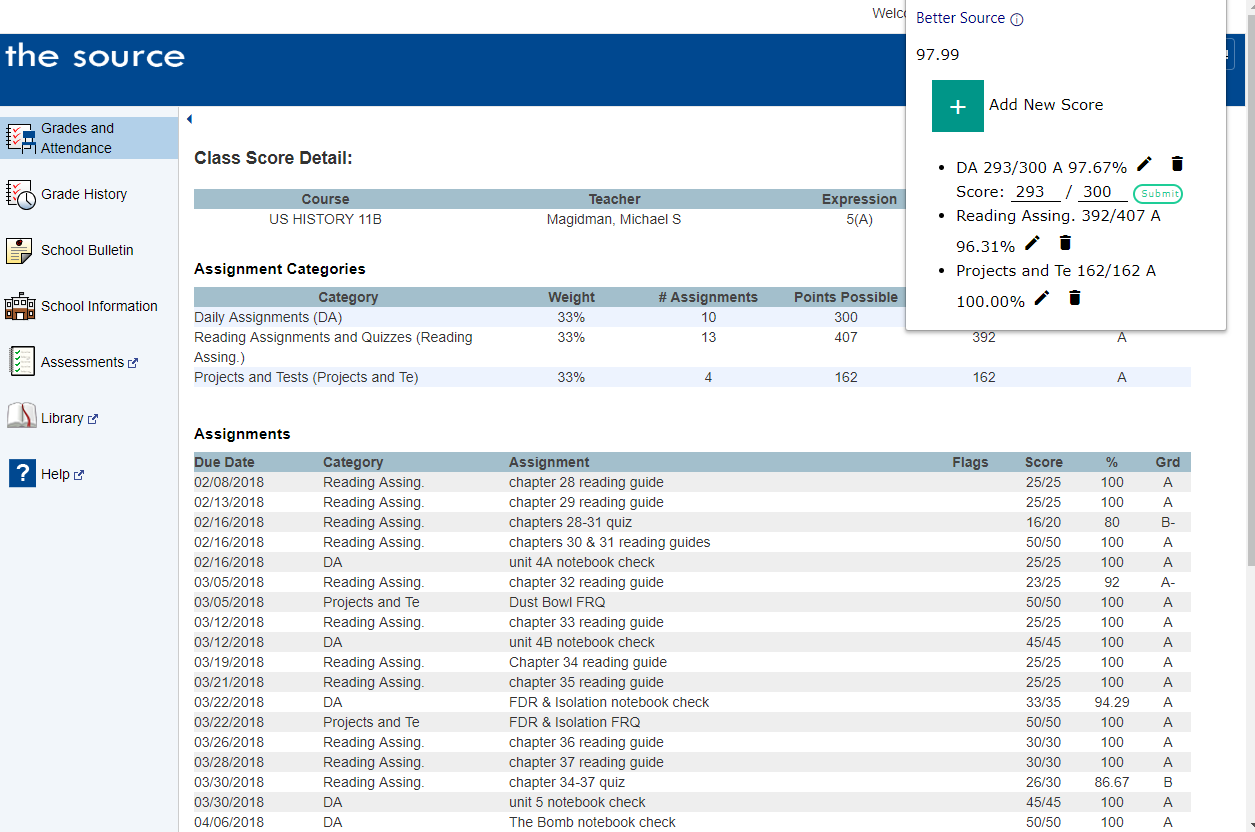 Welco
the source
Better Source
97.99
+ Add New Score
DA 293/300 A 97.67%
Score: 293 / 300 Submit
Reading Assing. 392/407 A
96.31%
Projects and Te 162/162 A
100.00%
Grades and
Attendance
Grade History
School Bulletin
School Information
Assessments
Library
? Help
Class Score Detail:
Course Teacher Expression
US HISTORY 11B Magidman, Michael S 5(A)
Assignment Categories
Category Weight # Assignments Points Possible
Daily Assignments (DA) 33% 10 300
Reading Assignments and Quizzes (Reading 33% 13 407 392 A
Assing.)
Projects and Tests (Projects and Te) 33% 4 162 162 A
Assignments
Due Date Category Assignment Flags Score % Grd
02/08/2018 Reading Assing. chapter 28 reading guide 25/25 100 A
02/13/2018 Reading Assing. chapter 29 reading guide 25/25 100 A
02/16/2018 Reading Assing. chapters 28-31 quiz 16/20 80 B-
02/16/2018 Reading Assing. chapters 30 & 31 reading guides 50/50 100 A
02/16/2018 DA unit 4A notebook check 25/25 100 A
03/05/2018 Reading Assing. chapter 32 reading guide 23/25 92 A-
03/05/2018 Projects and Te Dust Bowl FRQ 50/50 100 A
03/12/2018 Reading Assing. chapter 33 reading guide 25/25 100 A
03/12/2018 DA unit 4B notebook check 45/45 100 A
03/19/2018 Reading Assing. Chapter 34 reading guide 25/25 100 A
03/21/2018 Reading Assing. chapter 35 reading guide 25/25 100 A
03/22/2018 DA FDR & Isolation notebook check 33/35 94.29 A
03/22/2018 Projects and Te FDR & Isolation FRQ 50/50 100 A
03/26/2018 Reading Assing. chapter 36 reading guide 30/30 100 A
03/28/2018 Reading Assing. chapter 37 reading guide 30/30 100 A
03/30/2018 Reading Assing. chapter 34-37 quiz 26/30 86.67 B
03/30/2018 DA unit 5 notebook check 45/45 100 A
04/06/2018 DA The Bomb notebook check 50/50 100 A